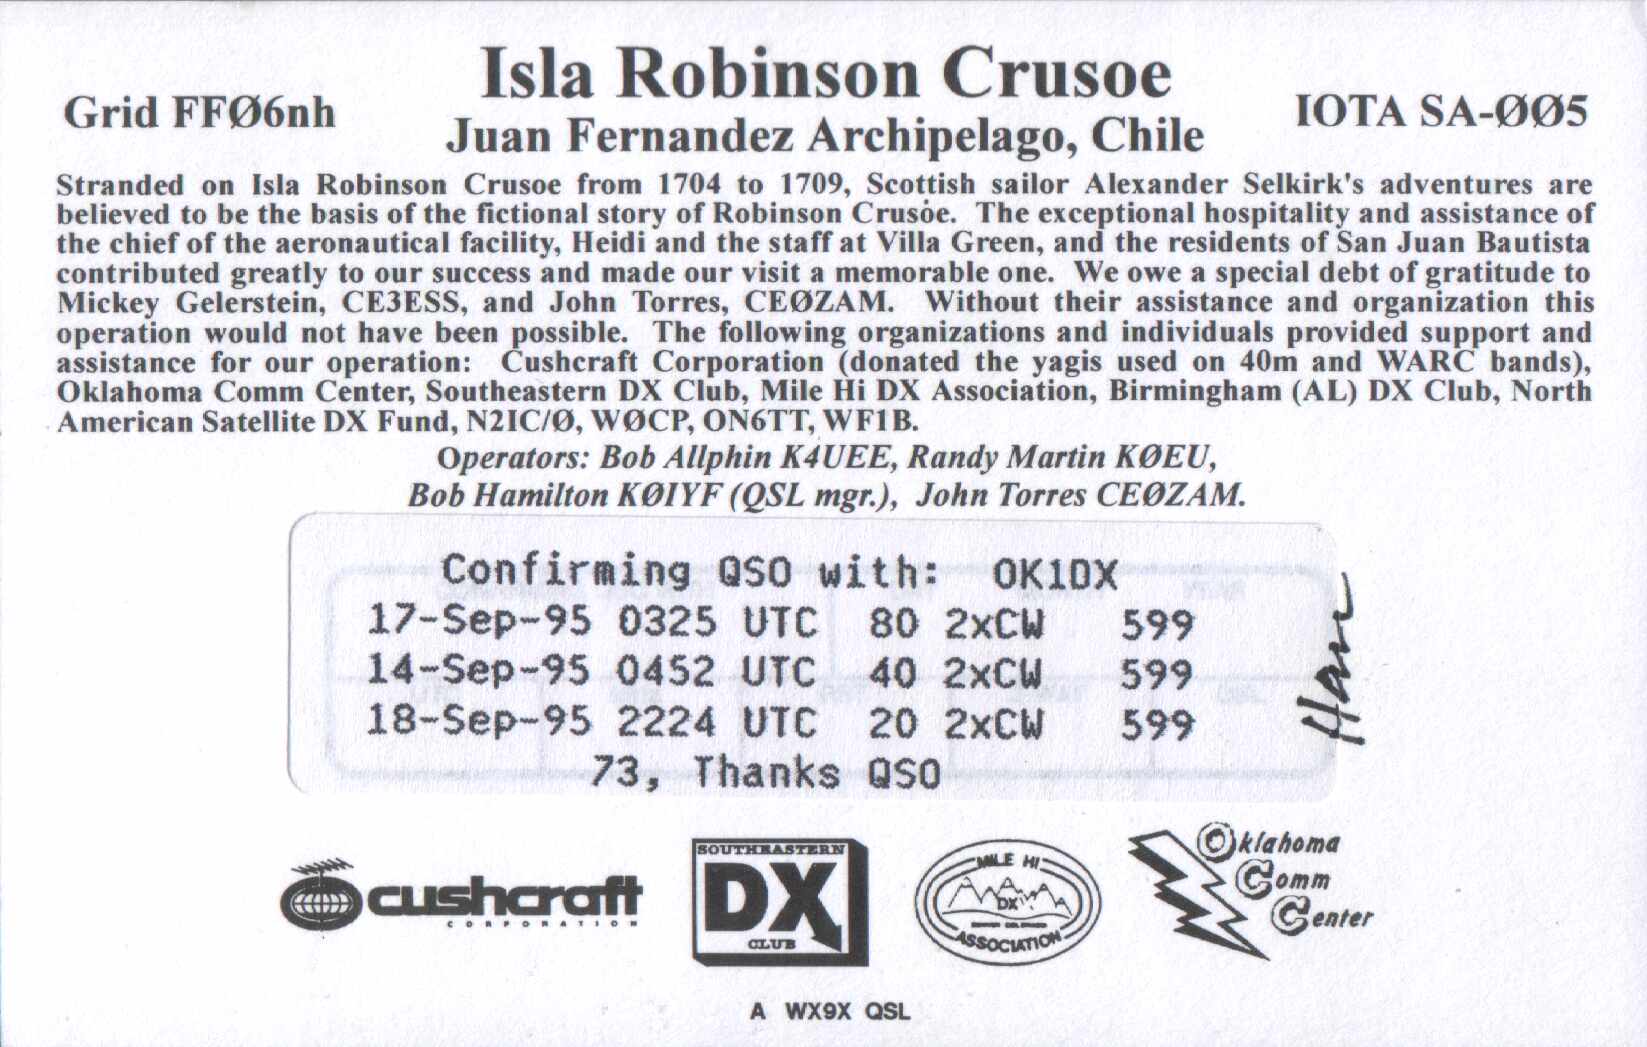 Isla Robinson Crusoe
Grid FFØ6nh
IOTA SA-ØØ5
Juan Fernandez Archipelago, Chile
Stranded on Isla Robinson Crusoe from 1704 to 1709, Scottish sailor Alexander Selkirk's adventures are
believed to be the basis of the fictional story of Robinson Crusoe. The exceptional hospitality and assistance of
the chief of the aeronautical facility, Heidi and the staff at Villa Green, and the residents of San Juan Bautista
contributed greatly to our success and made our visit a memorable one. We owe a special debt of gratitude to
Mickey Gelerstein, CE3ESS, and John Torres, CEØZAM. Without their assistance and organization this
operation would not have been possible. The following organizations and individuals provided support and
assistance for our operation: Cushcraft Corporation (donated the yagis used on 40m and WARC bands),
Oklahoma Comm Center, Southeastern DX Club, Mile Hi DX Association, Birmingham (AL) DX Club, North
American Satellite DX Fund, N2IC/Ø, WØCP, ON6TT, WF1B.
Operators: Bob Allphin K4UEE, Randy Martin KØEU,
Bob Hamilton KØIYF (QSL mgr.), John Torres CEØZAM.
Confirming QSO with: OK1DX
17-Sep-95 0325 UTC 80 2xCW 599
14-Sep-95 0452 UTC 40 2xCW 599
18-Sep-95 2224 UTC 20 2xCW 599
73, Thanks QSO
cushcraft
CORPORATION
SOUTHEASTERN
DX
CLUB
MILE HI
DX
ASSOCIATION
Oklahoma
Comm
Center
A WX9X QSL